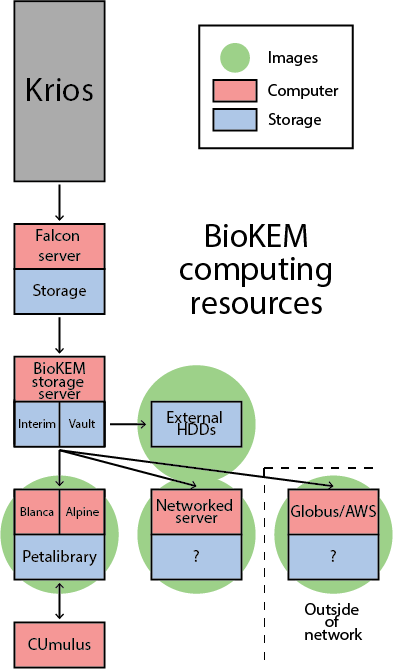 Krios
Images
Computer
Storage
BioKEM
computing
resources
Falcon
server
Storage
BioKEM
storage
server
Interim
Vault
External
HDDs
Blanca
Alpine
Petalibrary
Networked
server
?
Globus/AWS
?
Outside
of
network
CUmulus